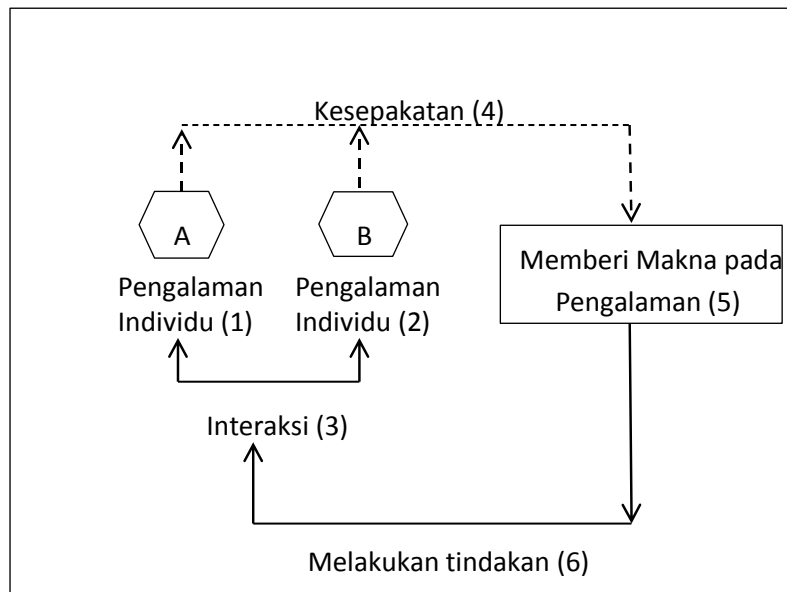 Kesepakatan (4)
A
B
Pengalaman
Individu (1)
Pengalaman
Individu (2)
Memberi Makna pada
Pengalaman (5)
Interaksi (3)
Melakukan tindakan (6)